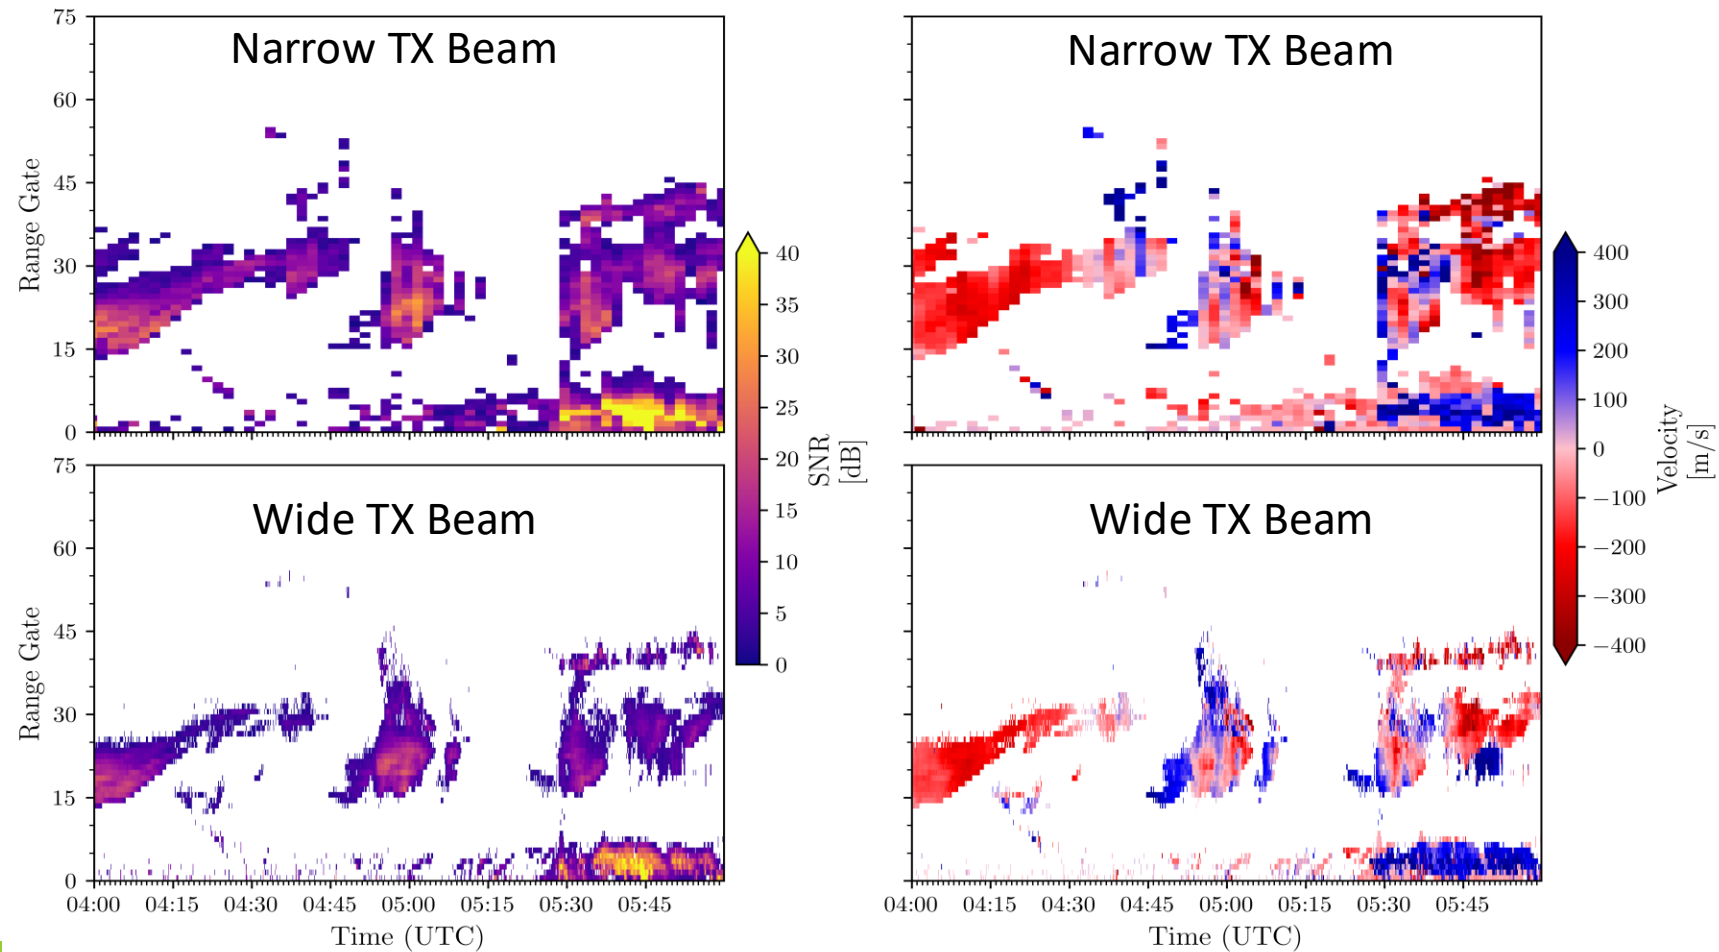 75
60
45
30
15
0
Range Gate
Narrow TX Beam
Narrow TX Beam
40
35
30
25
20
15
10
5
0
SNR
[dB]
400
300
200
100
0
−100
−200
−300
−400
Velocity
[m/s]
75
60
45
30
15
0
Range Gate
Wide TX Beam
Wide TX Beam
04:00 04:15 04:30 04:45 05:00 05:15 05:30 05:45
Time (UTC)
04:00 04:15 04:30 04:45 05:00 05:15 05:30 05:45
Time (UTC)